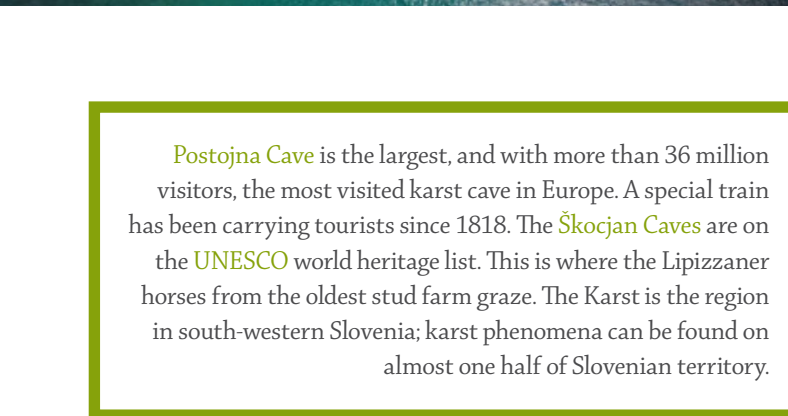 Postojna Cave is the largest, and with more than 36 million
visitors, the most visited karst cave in Europe. A special train
has been carrying tourists since 1818. The Škocjan Caves are on
the UNESCO world heritage list. This is where the Lipizzaner
horses from the oldest stud farm graze. The Karst is the region
in south-western Slovenia; karst phenomena can be found on
almost one half of Slovenian territory.